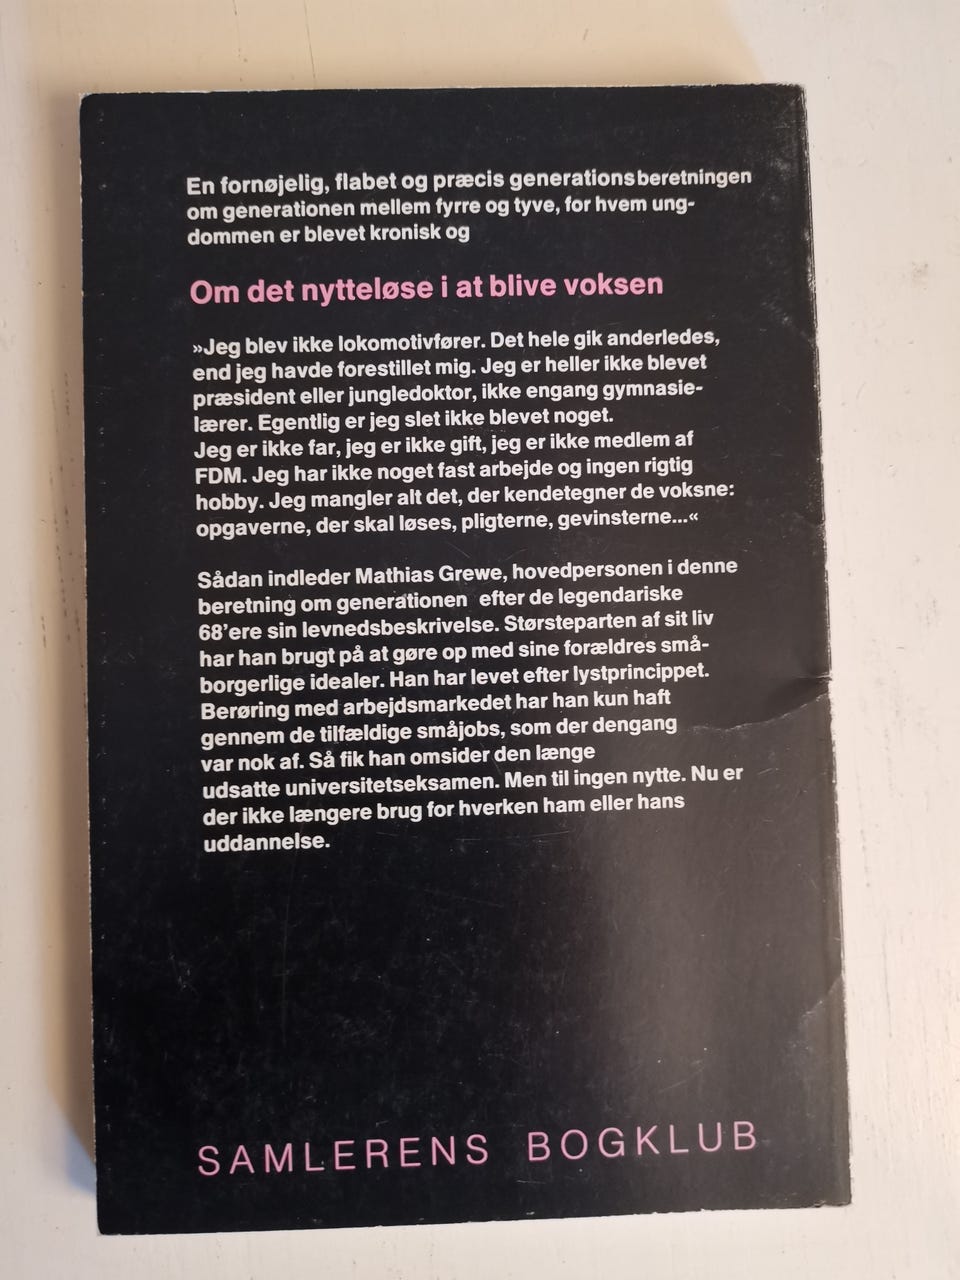 En fornøjelig, flabet og præcis generationsberetningen
om generationen mellem fyrre og tyve, for hvem ung-
dommen er blevet kronisk og
Om det nytteløse i at blive voksen
»Jeg blev ikke lokomotivfører. Det hele gik anderledes,
end jeg havde forestillet mig. Jeg er heller ikke blevet
præsident eller jungledoktor, ikke engang gymnasie-
lærer. Egentlig er jeg slet ikke blevet noget.
Jeg er ikke far, jeg er ikke gift, jeg er ikke medlem af
FDM. Jeg har ikke noget fast arbejde og ingen rigtig
hobby. Jeg mangler alt det, der kendetegner de voksne:
opgaverne, der skal løses, pligterne, gevinsterne...«
Sådan indleder Mathias Grewe, hovedpersonen i denne
beretning om generationen efter de legendariske
68'ere sin levnedsbeskrivelse. Størsteparten af sit liv
har han brugt på at gøre op med sine forældres små-
borgerlige idealer. Han har levet efter lystprincippet.
Berøring med arbejdsmarkedet har han kun haft
gennem de tilfældige småjobs, som der dengang
var nok af. Så fik han omsider den længe
udsatte universitetseksamen. Men til ingen nytte. Nu er
der ikke længere brug for hverken ham eller hans
uddannelse.
SAMLERENS BOGKLUB